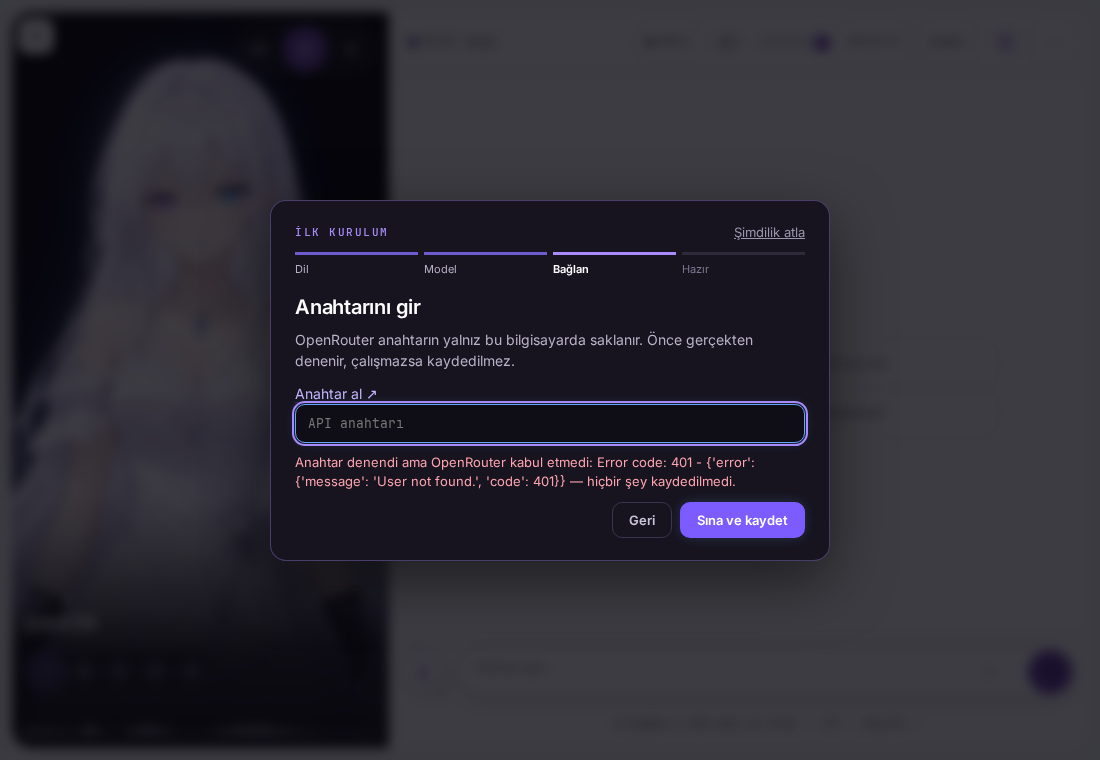 İLK KURULUM
Şimdilik atla
Dil
Model
Bağlan
Hazır
Anahtarını gir
OpenRouter anahtarın yalnız bu bilgisayarda saklanır. Önce gerçekten
denenir, çalışmazsa kaydedilmez.
Anahtar al ↗
API anahtarı
Anahtar denendi ama OpenRouter kabul etmedi: Error code: 401 - {'error':
{'message': 'User not found.', 'code': 401}} — hiçbir şey kaydedilmedi.
Geri
Sına ve kaydet